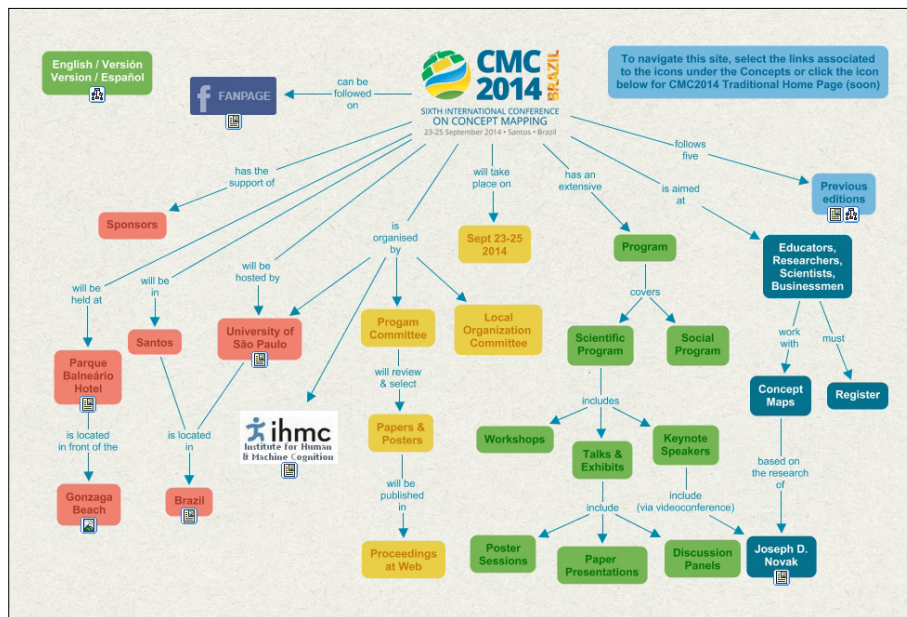 English / Versión
Version / Español
can be
followed
on
f FANPAGE
CMC
2014
BRAZIL
SIXTH INTERNATIONAL CONFERENCE
ON CONCEPT MAPPING
23-25 September 2014 • Santos • Brazil
To navigate this site, select the links associated
to the icons under the Concepts or click the icon
below for CMC2014 Traditional Home Page (soon)
has the
support of
Sponsors
will take
place on
Sept 23-25
2014
has an
extensive
Program
is aimed
at
follows
five
Previous
editions
Educators,
Researchers,
Scientists,
Businessmen
will be
held at
Parque
Balneário
Hotel
will be
in
Santos
will be
hosted by
University of
São Paulo
is
organised
by
Progam
Committee
Local
Organization
Committee
covers
Scientific
Program
Social
Program
work
with
must
Concept
Maps
Register
will review
& select
Papers &
Posters
includes
Workshops
Talks &
Exhibits
Keynote
Speakers
is located
in front of the
Gonzaga
Beach
is located
in
Brazil
ihmc
Institute for Human
& Machine Cognition
will be
published
in
Proceedings
at Web
include
Poster
Sessions
Paper
Presentations
Discussion
Panels
include
(via videoconference)
based on
the research
of
Joseph D.
Novak